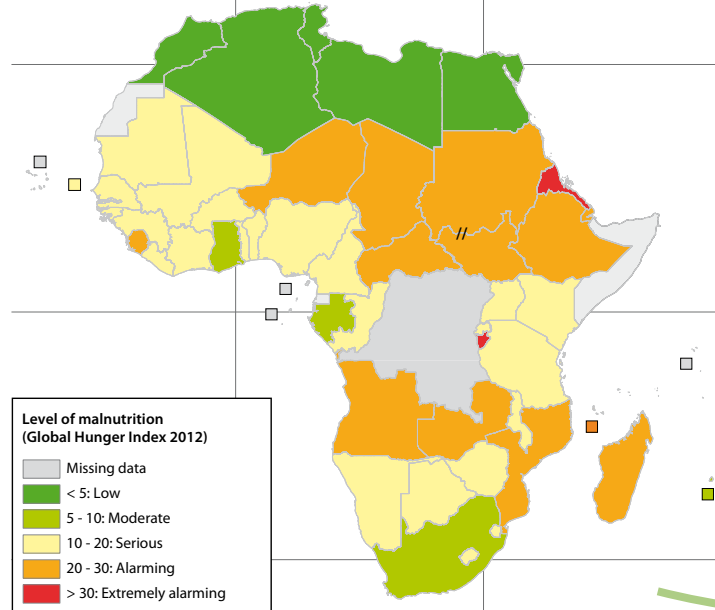 Level of malnutrition
(Global Hunger Index 2012)
Missing data
< 5: Low
5 - 10: Moderate
10 - 20: Serious
20 - 30: Alarming
> 30: Extremely alarming